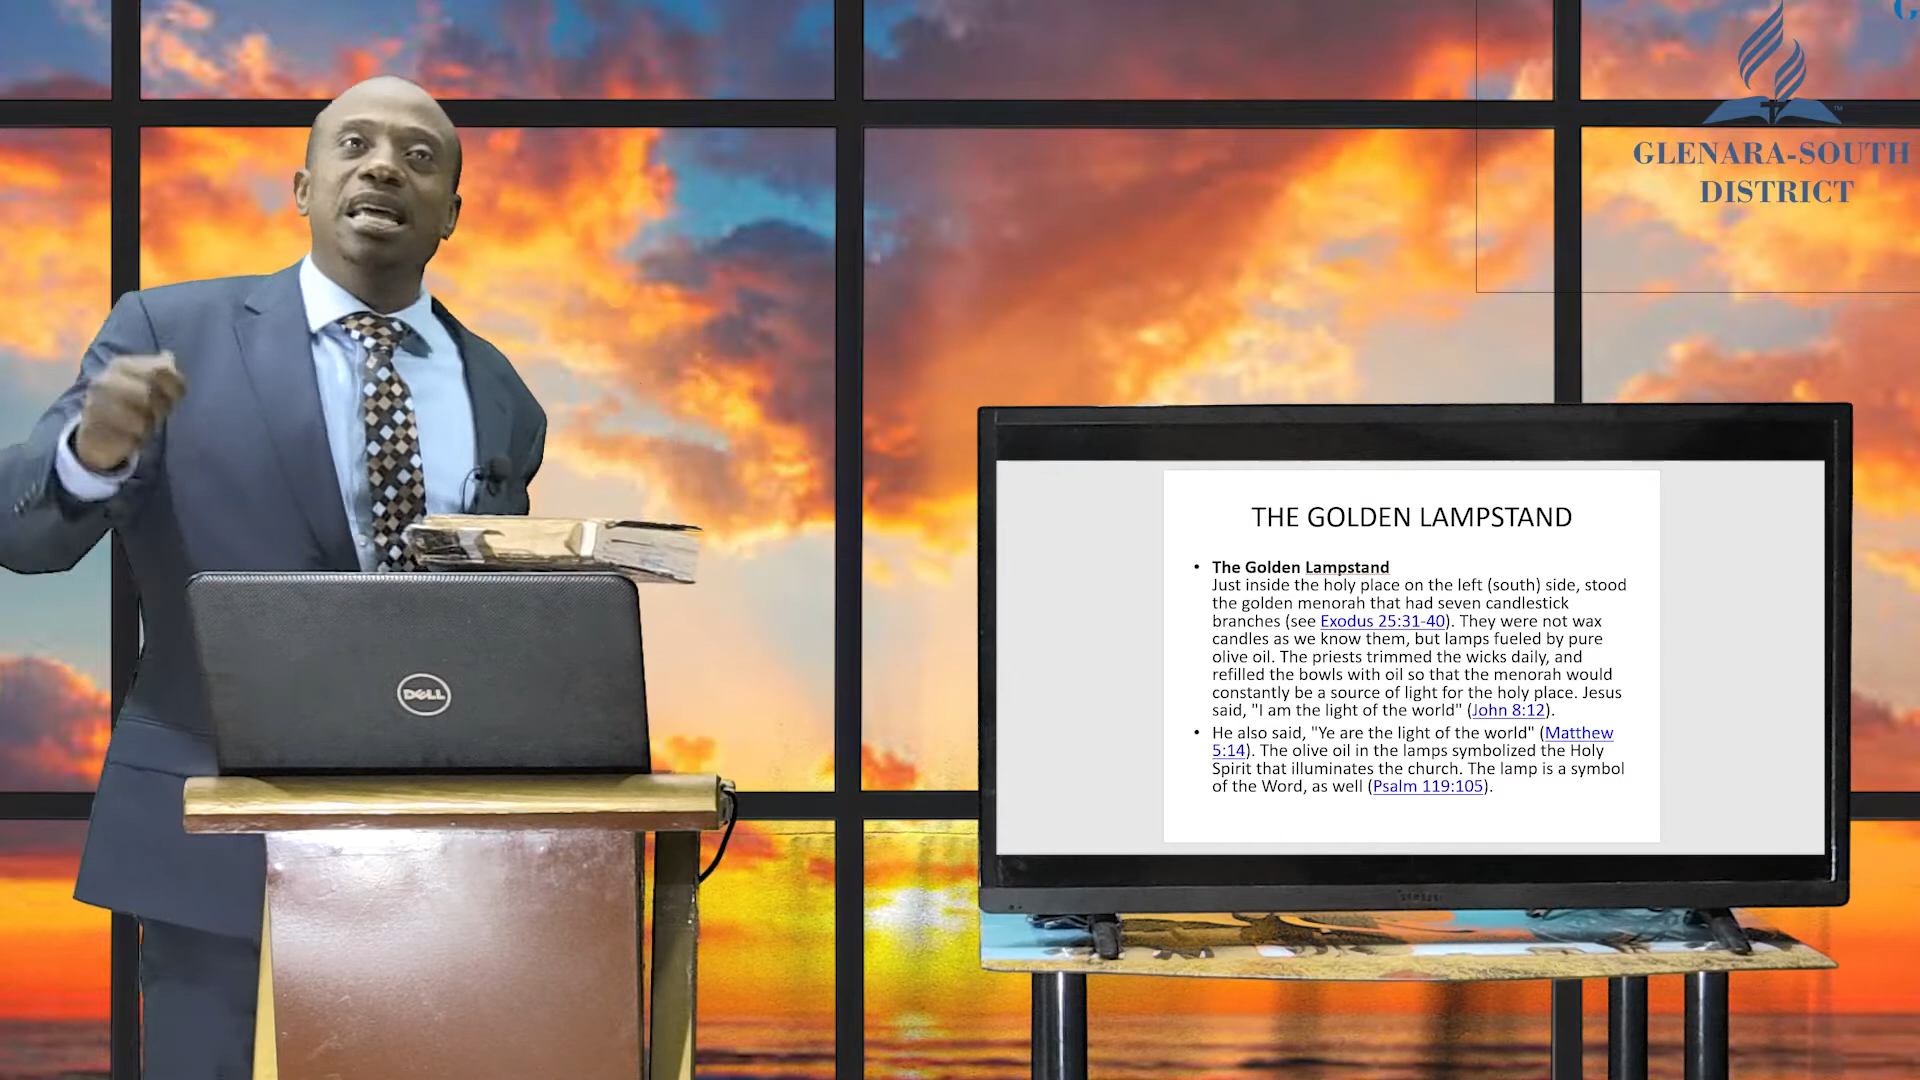 GLENARA-SOUTH
DISTRICT
THE GOLDEN LAMPSTAND
• The Golden Lampstand
Just inside the holy place on the left (south) side, stood
the golden menorah that had seven candlestick
branches (see Exodus 25:31-40). They were not wax
candles as we know them, but lamps fueled by pure
olive oil. The priests trimmed the wicks daily, and
refilled the bowls with oil so that the menorah would
constantly be a source of light for the holy place. Jesus
said, "I am the light of the world" (John 8:12).
• He also said, "Ye are the light of the world" (Matthew
5:14). The olive oil in the lamps symbolized the Holy
Spirit that illuminates the church. The lamp is a symbol
of the Word, as well (Psalm 119:105).
DELL
SAMSUNG